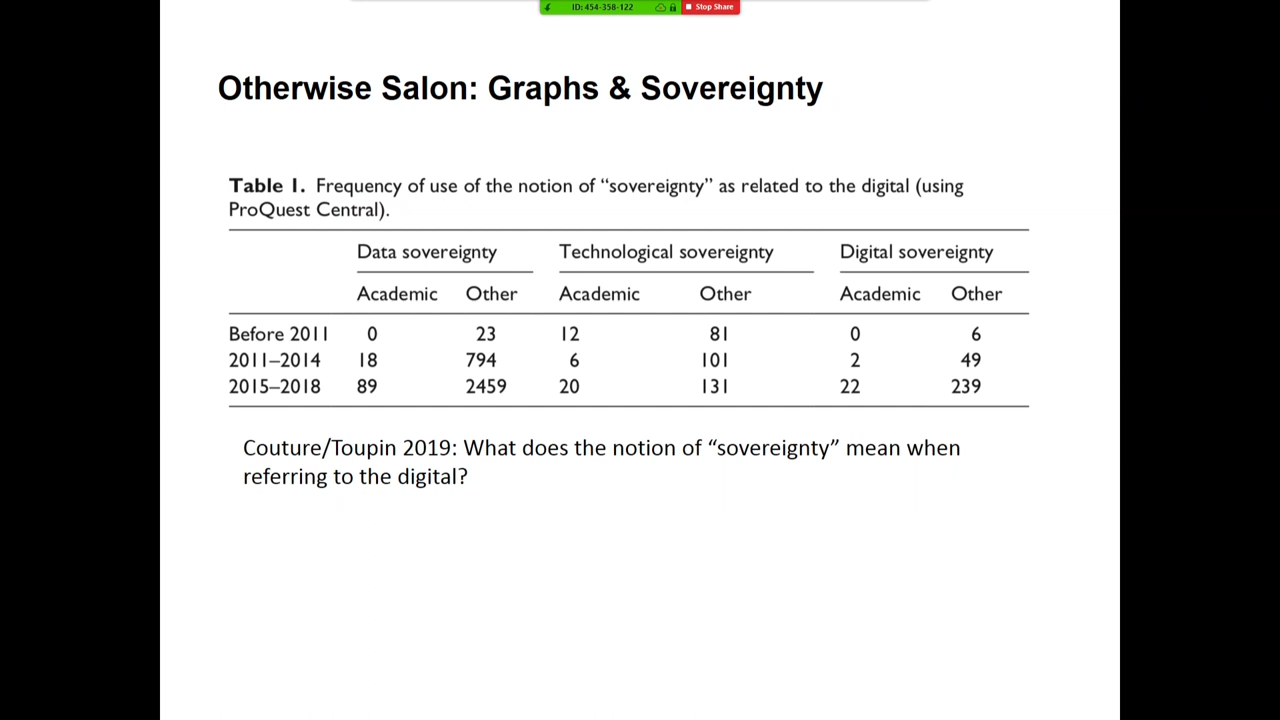 ID: 454-358-122 Stop Share
Otherwise Salon: Graphs & Sovereignty
Table 1. Frequency of use of the notion of “sovereignty” as related to the digital (using
ProQuest Central).
Data sovereignty Technological sovereignty Digital sovereignty
Academic Other Academic Other Academic Other
Before 2011 0 23 12 81 0 6
2011–2014 18 794 6 101 2 49
2015–2018 89 2459 20 131 22 239
Couture/Toupin 2019: What does the notion of “sovereignty” mean when
referring to the digital?